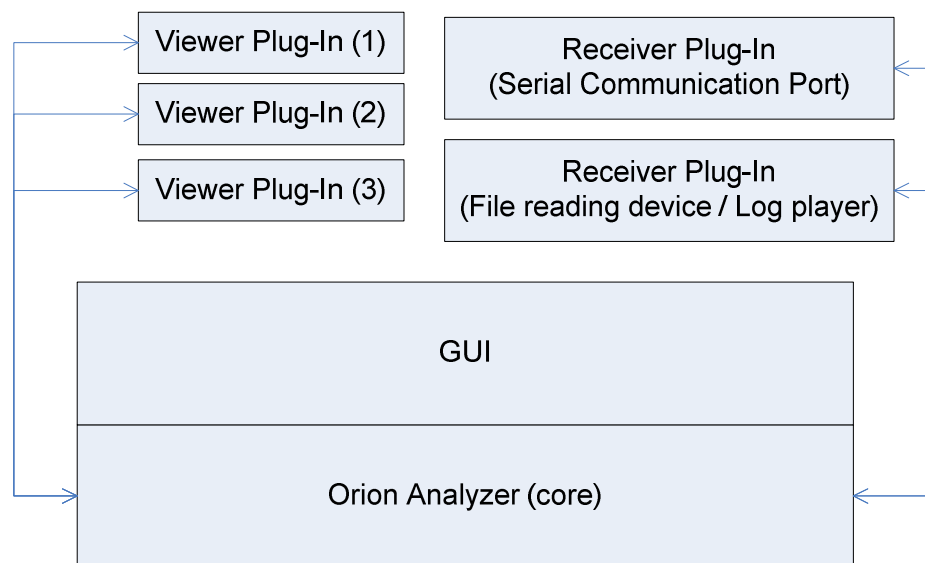 Viewer Plug-In (1)
Viewer Plug-In (2)
Viewer Plug-In (3)
Receiver Plug-In
(Serial Communication Port)
Receiver Plug-In
(File reading device / Log player)
GUI
Orion Analyzer (core)